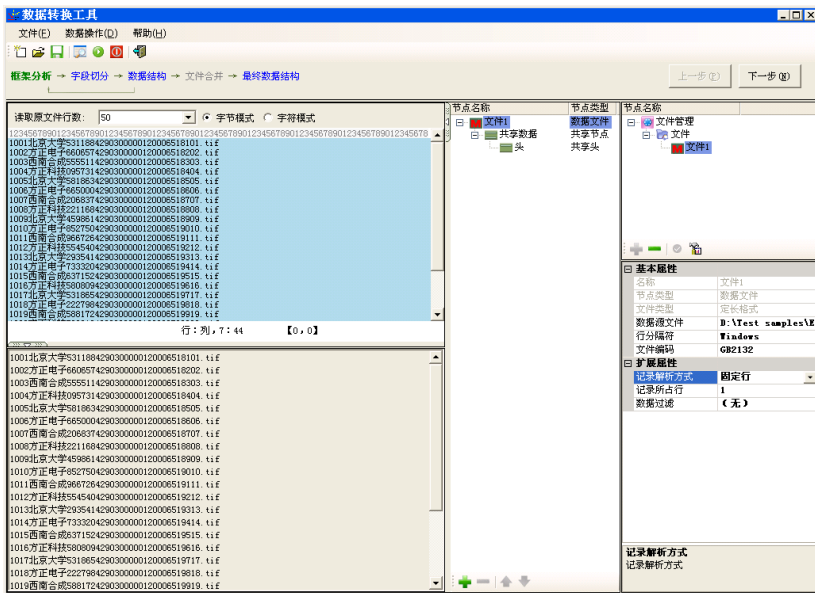 数据转换工具
文件(F) 数据操作(D) 帮助(H)
框架分析 → 字段切分 → 数据结构 → 文件合并 → 最终数据结构
上一步(P) 下一步(N)
读取原文件行数: 50 字节模式 字符模式
123456789012345678901234567890123456789012345678901234567890123456789012345678
1001北京大学5311884290300000120006518101.tif
1002方正电子6606574290300000120006518202.tif
1003西南合成5555114290300000120006518303.tif
1004方正科技0957314290300000120006518404.tif
1005北京大学5818634290300000120006518505.tif
1006方正电子6650004290300000120006518606.tif
1007西南合成2068374290300000120006518707.tif
1008方正科技2211684290300000120006518808.tif
1009北京大学4598614290300000120006518909.tif
1010方正电子8527504290300000120006519010.tif
1011西南合成9667264290300000120006519111.tif
1012方正科技5545404290300000120006519212.tif
1013北京大学2935414290300000120006519313.tif
1014方正电子7333204290300000120006519414.tif
1015西南合成6371524290300000120006519515.tif
1016方正科技5808094290300000120006519616.tif
1017北京大学5318654290300000120006519717.tif
1018方正电子2227984290300000120006519818.tif
1019西南合成5881724290300000120006519919.tif
行:列,7:44 【0,0】
1001北京大学5311884290300000120006518101.tif
1002方正电子6606574290300000120006518202.tif
1003西南合成5555114290300000120006518303.tif
1004方正科技0957314290300000120006518404.tif
1005北京大学5818634290300000120006518505.tif
1006方正电子6650004290300000120006518606.tif
1007西南合成2068374290300000120006518707.tif
1008方正科技2211684290300000120006518808.tif
1009北京大学4598614290300000120006518909.tif
1010方正电子8527504290300000120006519010.tif
1011西南合成9667264290300000120006519111.tif
1012方正科技5545404290300000120006519212.tif
1013北京大学2935414290300000120006519313.tif
1014方正电子7333204290300000120006519414.tif
1015西南合成6371524290300000120006519515.tif
1016方正科技5808094290300000120006519616.tif
1017北京大学5318654290300000120006519717.tif
1018方正电子2227984290300000120006519818.tif
1019西南合成5881724290300000120006519919.tif
节点名称 节点类型
文件1 数据文件
共享数据 共享节点
头 共享头
节点名称
文件管理
文件
文件1
基本属性
名称 文件1
节点类型 数据文件
文件类型 定长格式
数据源文件 D:\Test samples\E
行分隔符 Windows
文件编码 GB2132
扩展属性
记录解析方式 固定行
记录所占行 1
数据过滤 (无)
记录解析方式
记录解析方式